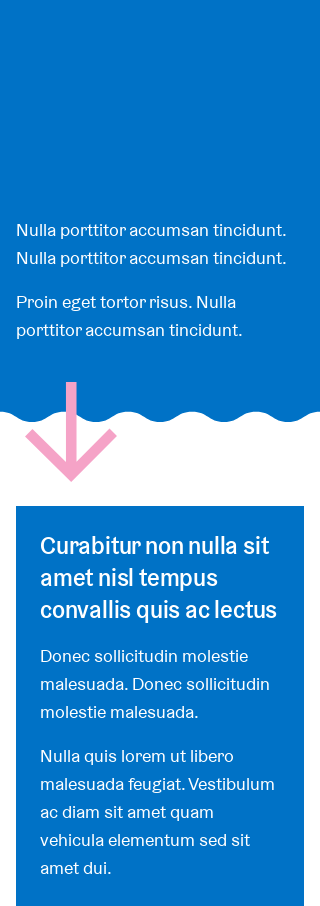 Nulla porttitor accumsan tincidunt.
Nulla porttitor accumsan tincidunt.
Proin eget tortor risus. Nulla
porttitor accumsan tincidunt.
Curabitur non nulla sit
amet nisl tempus
convallis quis ac lectus
Donec sollicitudin molestie
malesuada. Donec sollicitudin
molestie malesuada.
Nulla quis lorem ut libero
malesuada feugiat. Vestibulum
ac diam sit amet quam
vehicula elementum sed sit
amet dui.